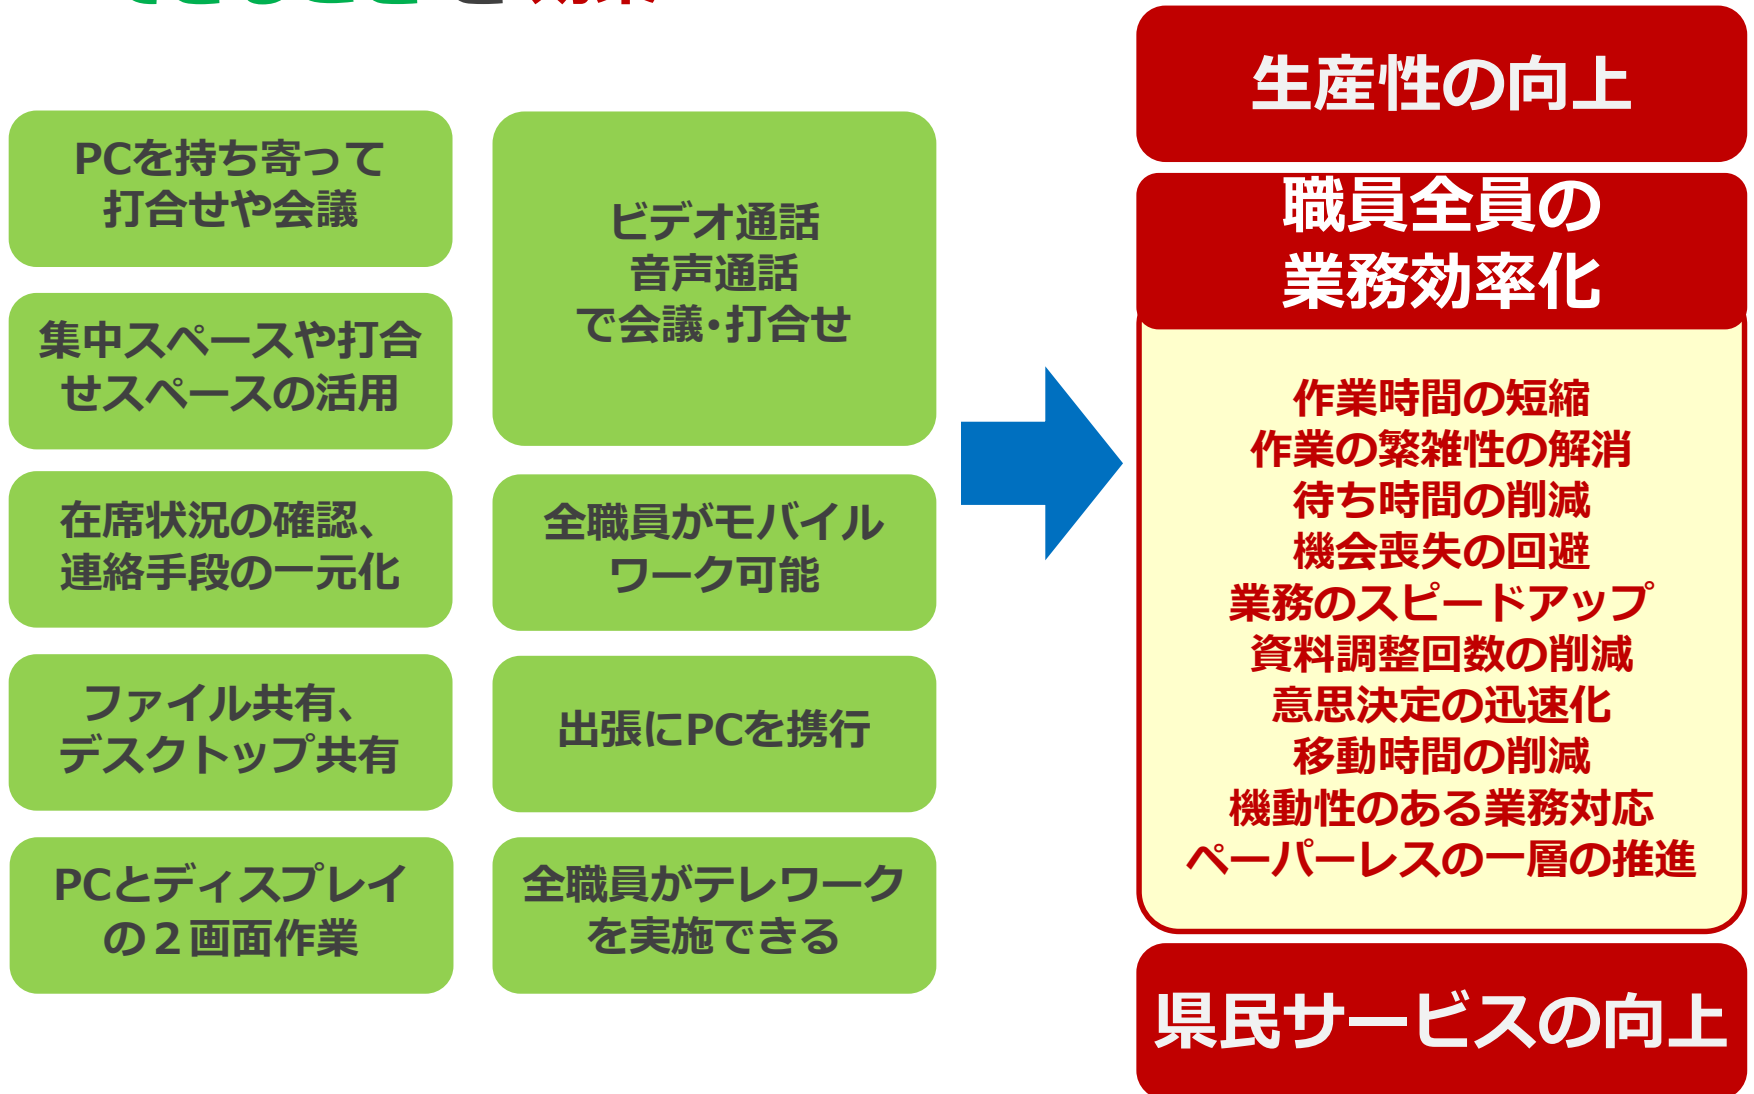 PCを持ち寄って
打合せや会議
集中スペースや打合
せスペースの活用
在席状況の確認、
連絡手段の一元化
ファイル共有、
デスクトップ共有
PCとディスプレイ
の２画面作業
ビデオ通話
音声通話
で会議・打合せ
全職員がモバイル
ワーク可能
出張にPCを携行
全職員がテレワーク
を実施できる
生産性の向上
職員全員の
業務効率化
作業時間の短縮
作業の繁雑性の解消
待ち時間の削減
機会喪失の回避
業務のスピードアップ
資料調整回数の削減
意思決定の迅速化
移動時間の削減
機動性のある業務対応
ペーパーレスの一層の推進
県民サービスの向上